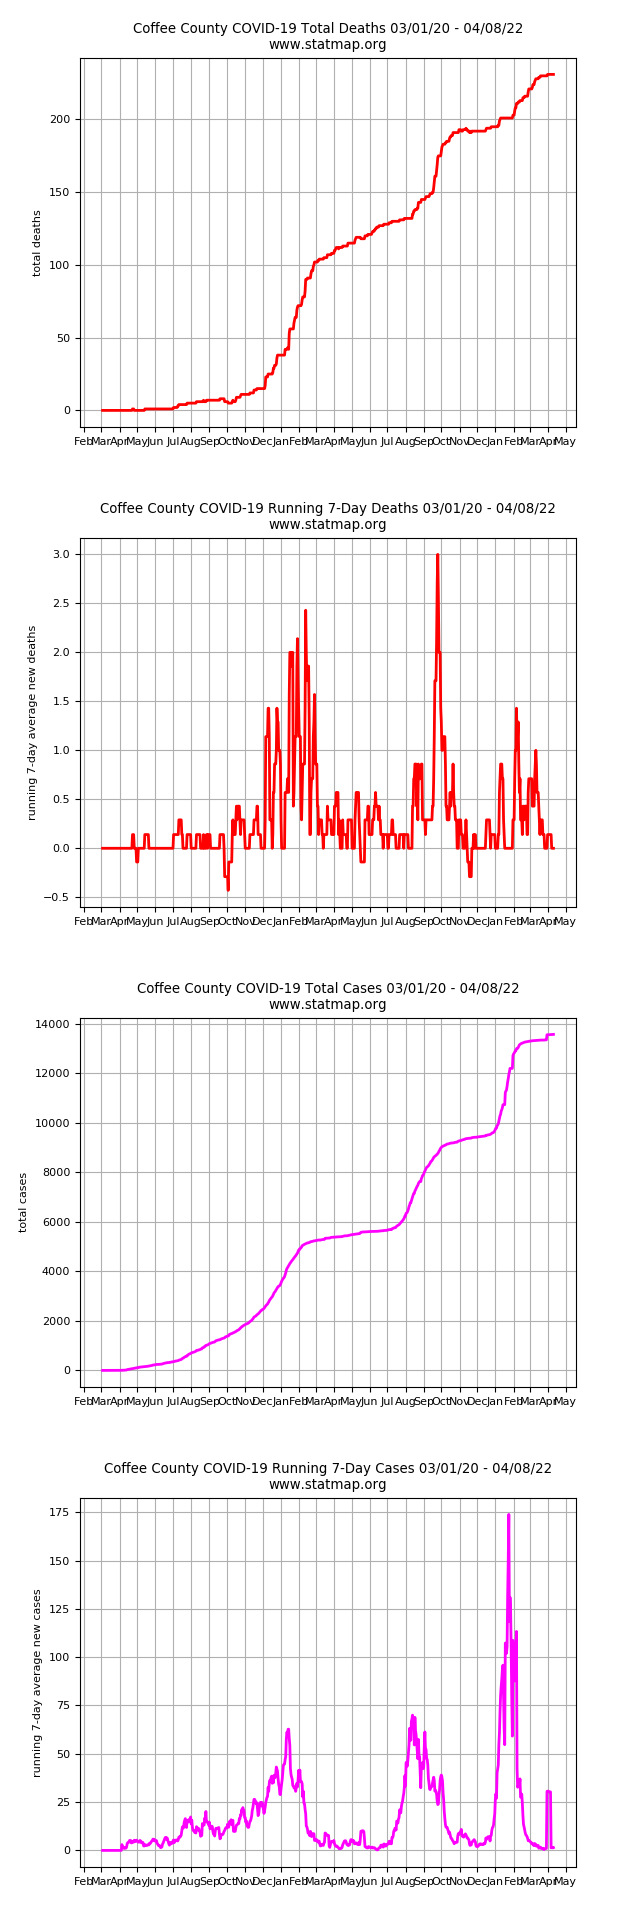 Coffee County COVID-19 Total Deaths 03/01/20 - 04/08/22
www.statmap.org
total deaths
200
150
100
50
0
Feb Mar Apr May Jun Jul Aug Sep Oct Nov Dec Jan Feb Mar Apr May Jun Jul Aug Sep Oct Nov Dec Jan Feb Mar Apr May
Coffee County COVID-19 Running 7-Day Deaths 03/01/20 - 04/08/22
www.statmap.org
running 7-day average new deaths
3.0
2.5
2.0
1.5
1.0
0.5
0.0
−0.5
Feb Mar Apr May Jun Jul Aug Sep Oct Nov Dec Jan Feb Mar Apr May Jun Jul Aug Sep Oct Nov Dec Jan Feb Mar Apr May
Coffee County COVID-19 Total Cases 03/01/20 - 04/08/22
www.statmap.org
total cases
14000
12000
10000
8000
6000
4000
2000
0
Feb Mar Apr May Jun Jul Aug Sep Oct Nov Dec Jan Feb Mar Apr May Jun Jul Aug Sep Oct Nov Dec Jan Feb Mar Apr May
Coffee County COVID-19 Running 7-Day Cases 03/01/20 - 04/08/22
www.statmap.org
running 7-day average new cases
175
150
125
100
75
50
25
0
Feb Mar Apr May Jun Jul Aug Sep Oct Nov Dec Jan Feb Mar Apr May Jun Jul Aug Sep Oct Nov Dec Jan Feb Mar Apr May